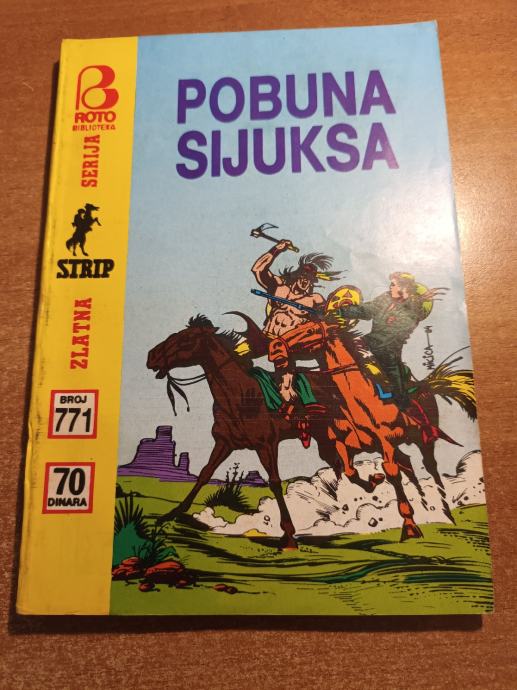 ROTO
BIBLIOTEKA
ZLATNA
STRIP
SERIJA
BROJ
771
70
DINARA
POBUNA
SIJUKSA